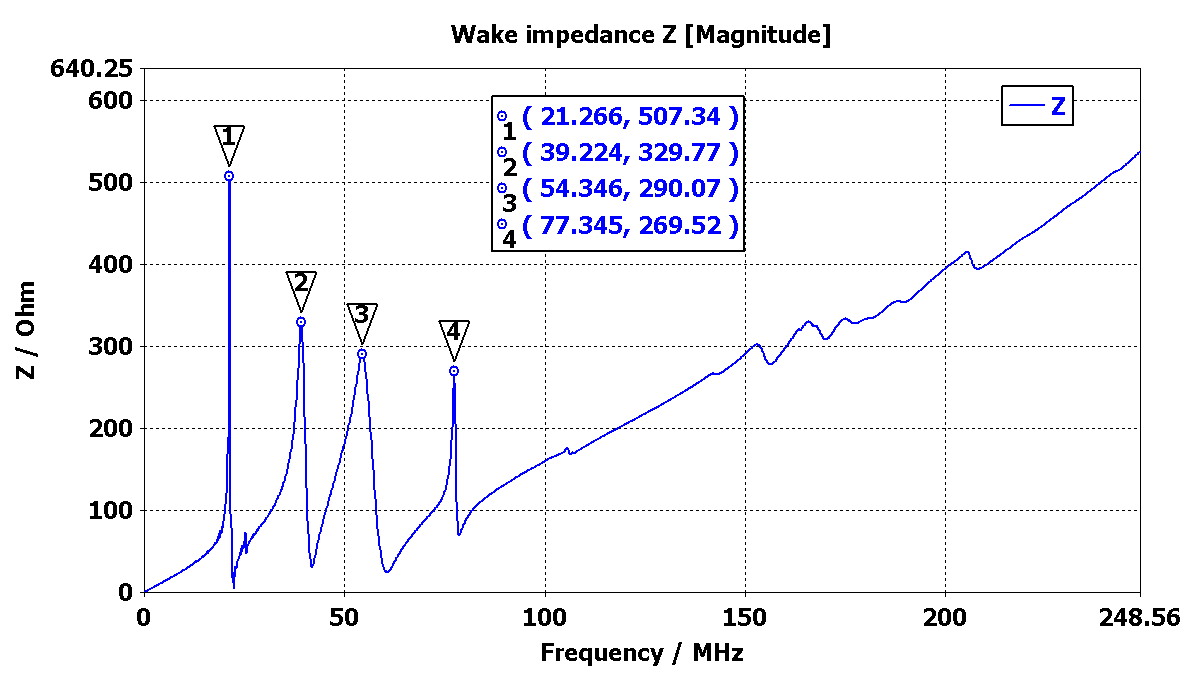 Wake impedance Z [Magnitude]
640.25
600
500
400
300
200
100
0
Z / Ohm
1
2
3
4
1 ( 21.266, 507.34 )
2 ( 39.224, 329.77 )
3 ( 54.346, 290.07 )
4 ( 77.345, 269.52 )
Z
0 50 100 150 200 248.56
Frequency / MHz